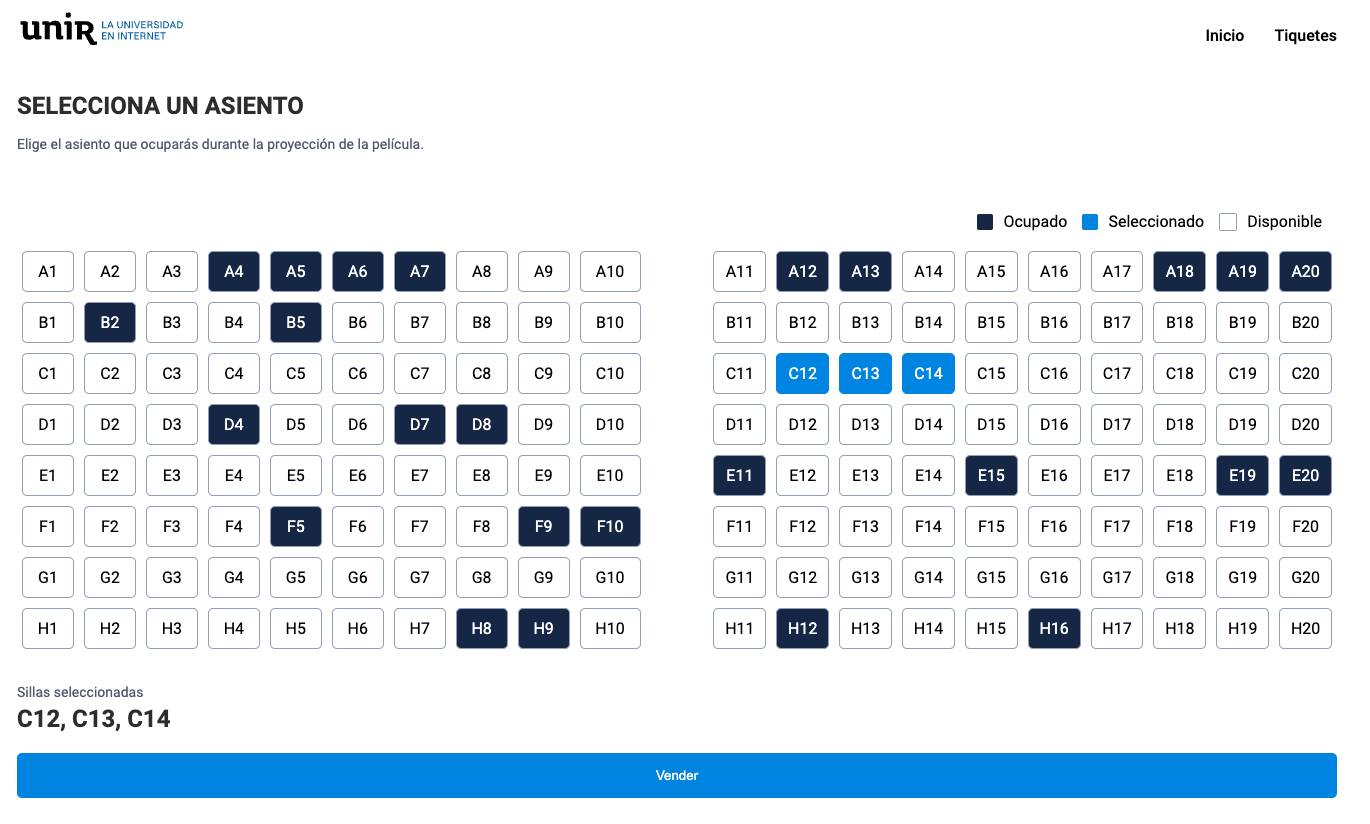 unir LA UNIVERSIDAD
EN INTERNET
Inicio Tiquetes
SELECCIONA UN ASIENTO
Elige el asiento que ocuparás durante la proyección de la película.
Ocupado Seleccionado Disponible
A1 A2 A3 A4 A5 A6 A7 A8 A9 A10 A11 A12 A13 A14 A15 A16 A17 A18 A19 A20
B1 B2 B3 B4 B5 B6 B7 B8 B9 B10 B11 B12 B13 B14 B15 B16 B17 B18 B19 B20
C1 C2 C3 C4 C5 C6 C7 C8 C9 C10 C11 C12 C13 C14 C15 C16 C17 C18 C19 C20
D1 D2 D3 D4 D5 D6 D7 D8 D9 D10 D11 D12 D13 D14 D15 D16 D17 D18 D19 D20
E1 E2 E3 E4 E5 E6 E7 E8 E9 E10 E11 E12 E13 E14 E15 E16 E17 E18 E19 E20
F1 F2 F3 F4 F5 F6 F7 F8 F9 F10 F11 F12 F13 F14 F15 F16 F17 F18 F19 F20
G1 G2 G3 G4 G5 G6 G7 G8 G9 G10 G11 G12 G13 G14 G15 G16 G17 G18 G19 G20
H1 H2 H3 H4 H5 H6 H7 H8 H9 H10 H11 H12 H13 H14 H15 H16 H17 H18 H19 H20
Sillas seleccionadas
C12, C13, C14
Vender